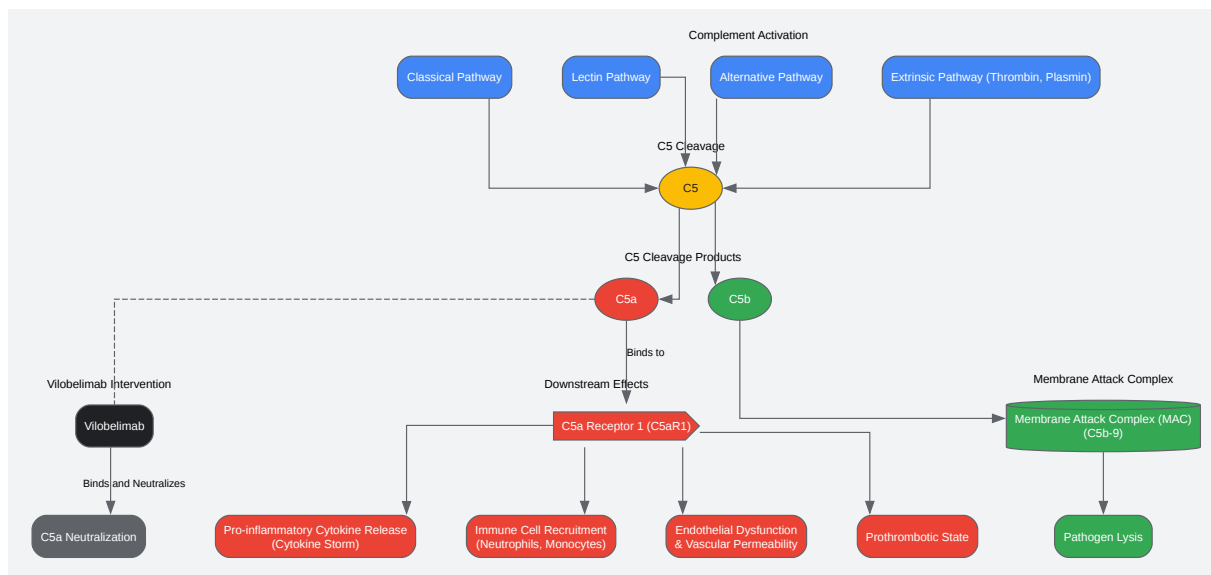 Complement Activation
Classical Pathway
Lectin Pathway
Alternative Pathway
Extrinsic Pathway (Thrombin, Plasmin)
C5 Cleavage
C5
C5 Cleavage Products
C5a
C5b
Binds to
Vilobelimab Intervention
Downstream Effects
Membrane Attack Complex
Vilobelimab
C5a Receptor 1 (C5aR1)
Membrane Attack Complex (MAC)
(C5b-9)
Binds and Neutralizes
C5a Neutralization
Pro-inflammatory Cytokine Release
(Cytokine Storm)
Immune Cell Recruitment
(Neutrophils, Monocytes)
Endothelial Dysfunction
& Vascular Permeability
Prothrombotic State
Pathogen Lysis